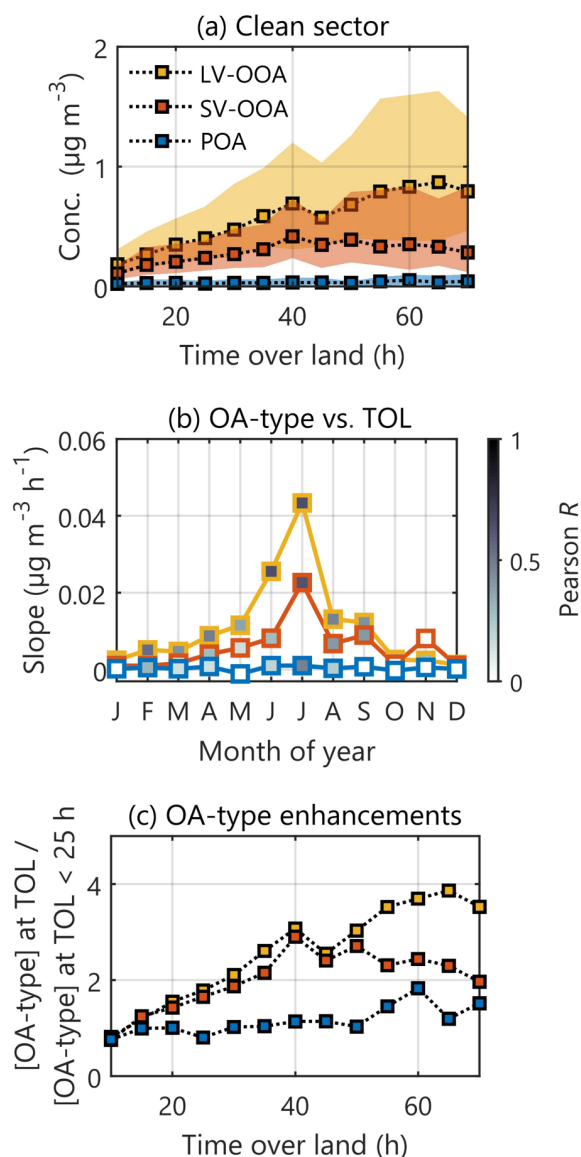 (a) Clean sector
2
1
0
Conc. (µg m⁻³)
LV-OOA
SV-OOA
POA
20 40 60
Time over land (h)
(b) OA-type vs. TOL
0.06
0.04
0.02
0
Slope (µg m⁻³ h⁻¹)
J F M A M J J A S O N D
Month of year
1
0.5
0
Pearson R
(c) OA-type enhancements
4
2
0
[OA-type] at TOL /
[OA-type] at TOL < 25 h
20 40 60
Time over land (h)